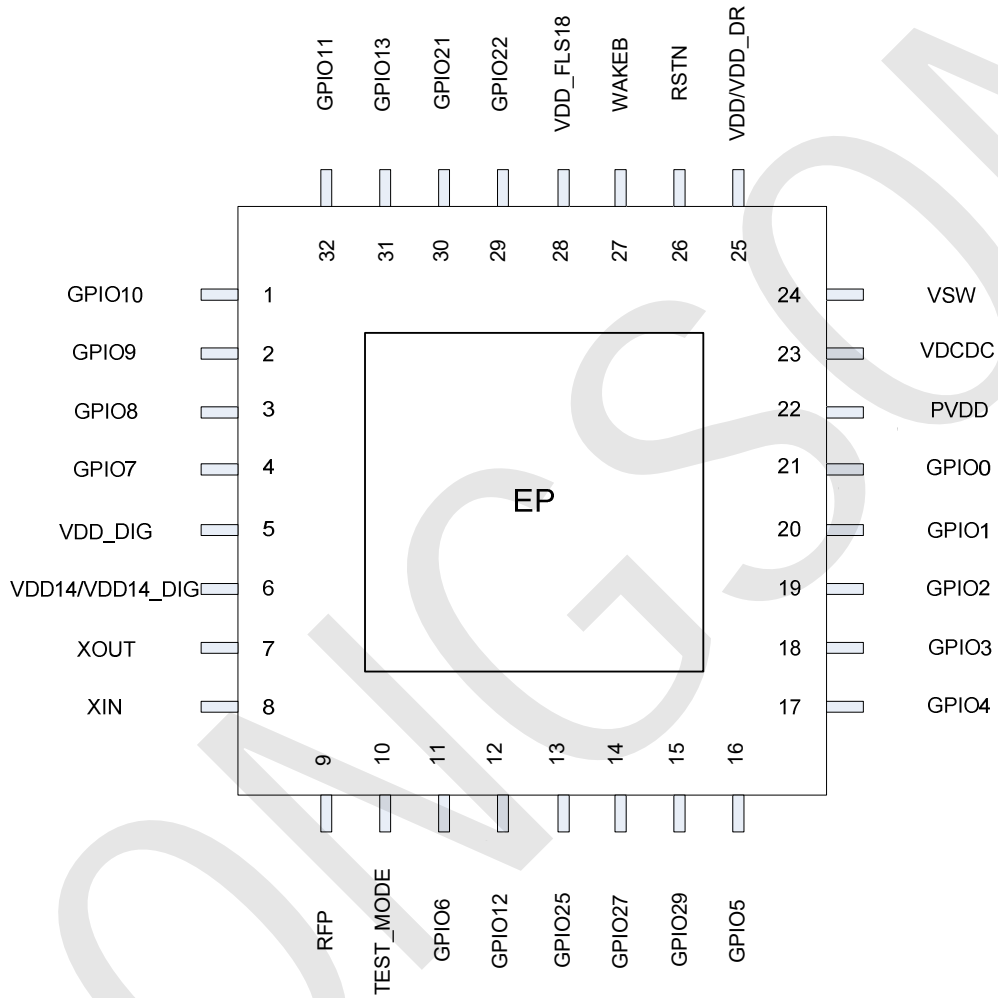 GPIO11
GPIO13
GPIO21
GPIO22
VDD_FLS18
WAKEB
RSTN
VDD/VDD_DR
32
31
30
29
28
27
26
25
GPIO10
1
24
VSW
GPIO9
2
23
VDCDC
GPIO8
3
22
PVDD
GPIO7
4
21
GPIO0
EP
VDD_DIG
5
20
GPIO1
VDD14/VDD14_DIG
6
19
GPIO2
XOUT
7
18
GPIO3
XIN
8
17
GPIO4
9
10
11
12
13
14
15
16
RFP
TEST_MODE
GPIO6
GPIO12
GPIO25
GPIO27
GPIO29
GPIO5
ONGSO